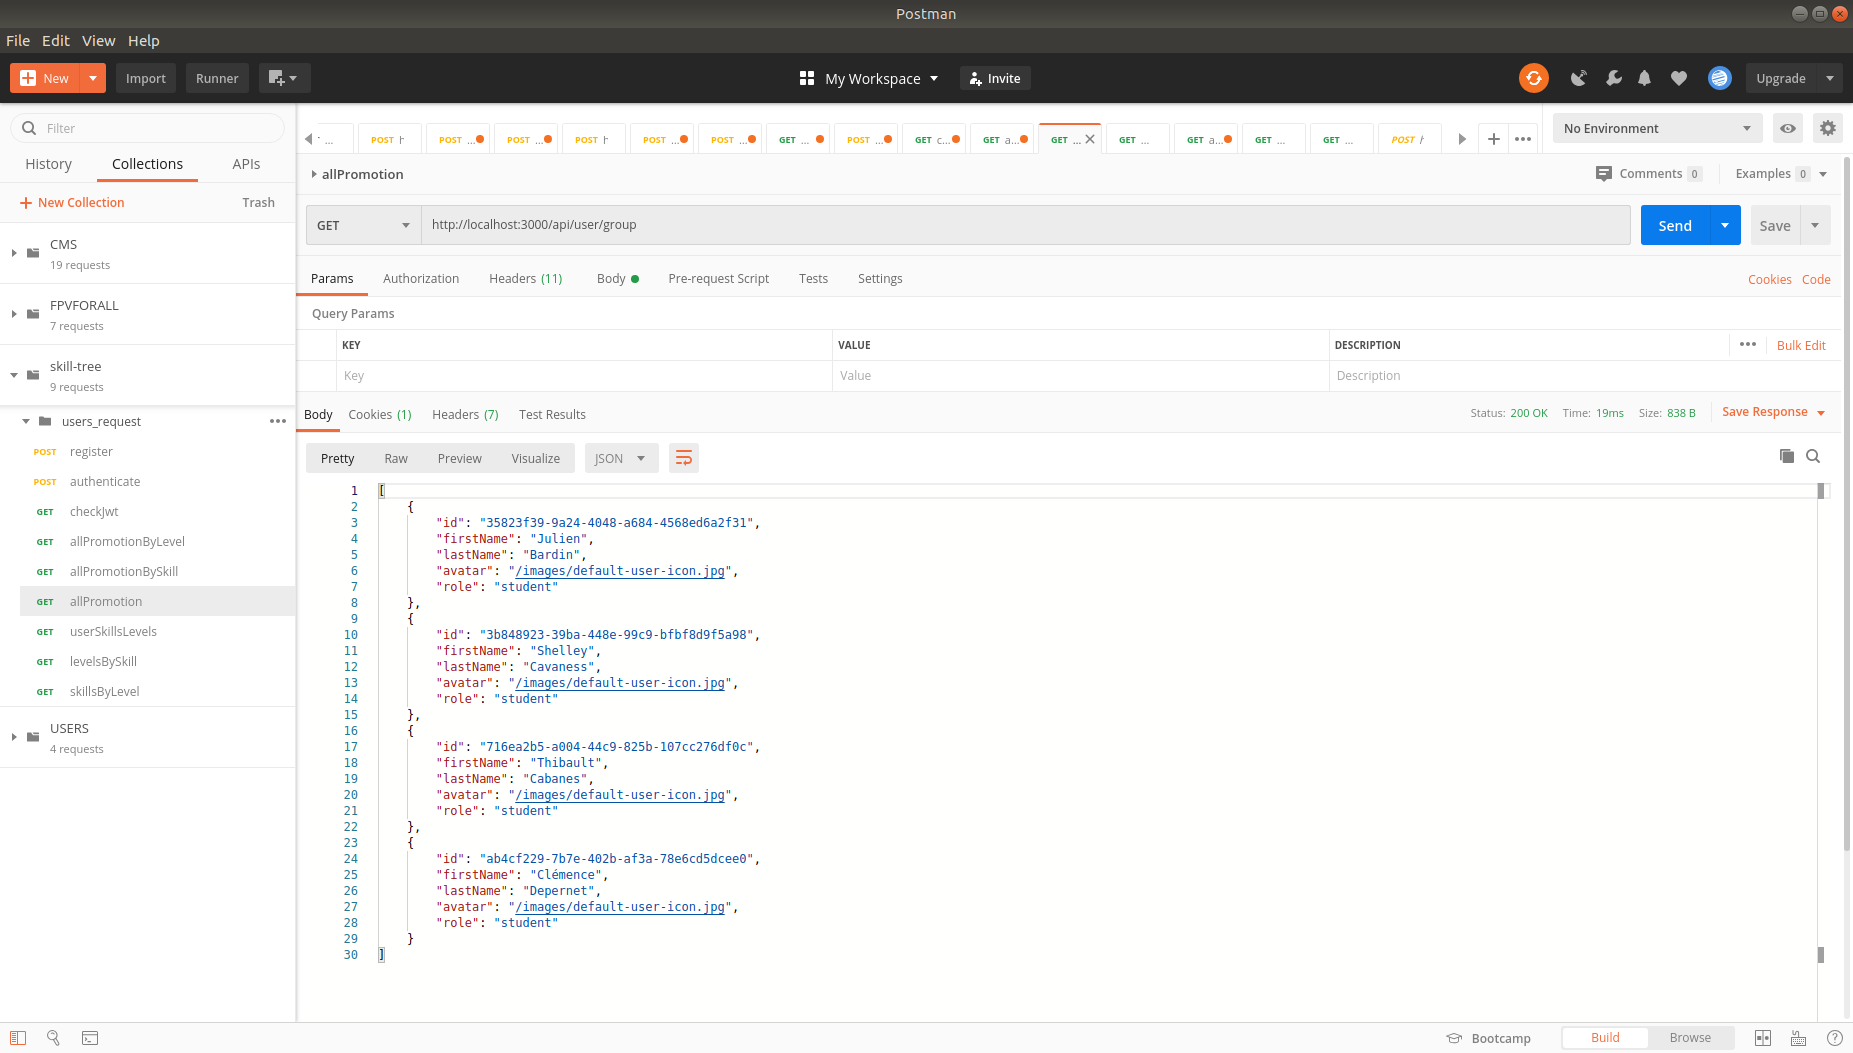 Postman
File Edit View Help
New Import Runner My Workspace Invite Upgrade
Filter
History Collections APIs
New Collection Trash
CMS
19 requests
FPVFORALL
7 requests
skill-tree
9 requests
users_request
POST register
POST authenticate
GET checkJwt
GET allPromotionByLevel
GET allPromotionBySkill
GET allPromotion
GET userSkillsLevels
GET levelsBySkill
GET skillsByLevel
USERS
4 requests
... POST POST ... POST ... POST POST ... POST ... GET ... POST ... GET c... GET a... GET ... GET ... GET a... GET ... GET ... POST
No Environment
allPromotion Comments 0 Examples 0
GET http://localhost:3000/api/user/group Send Save
Params Authorization Headers (11) Body Pre-request Script Tests Settings Cookies Code
Query Params
KEY VALUE DESCRIPTION Bulk Edit
Key Value Description
Body Cookies (1) Headers (7) Test Results Status: 200 OK Time: 19ms Size: 838 B Save Response
Pretty Raw Preview Visualize JSON
1 [
2 {
3 "id": "35823f39-9a24-4048-a684-4568ed6a2f31",
4 "firstName": "Julien",
5 "lastName": "Bardin",
6 "avatar": "/images/default-user-icon.jpg",
7 "role": "student"
8 },
9 {
10 "id": "3b848923-39ba-448e-99c9-bfbf8d9f5a98",
11 "firstName": "Shelley",
12 "lastName": "Cavaness",
13 "avatar": "/images/default-user-icon.jpg",
14 "role": "student"
15 },
16 {
17 "id": "716ea2b5-a004-44c9-825b-107cc276df0c",
18 "firstName": "Thibault",
19 "lastName": "Cabanes",
20 "avatar": "/images/default-user-icon.jpg",
21 "role": "student"
22 },
23 {
24 "id": "ab4cf229-7b7e-402b-af3a-78e6cd5dcee0",
25 "firstName": "Clémence",
26 "lastName": "Depernet",
27 "avatar": "/images/default-user-icon.jpg",
28 "role": "student"
29 }
30 ]
Bootcamp Build Browse